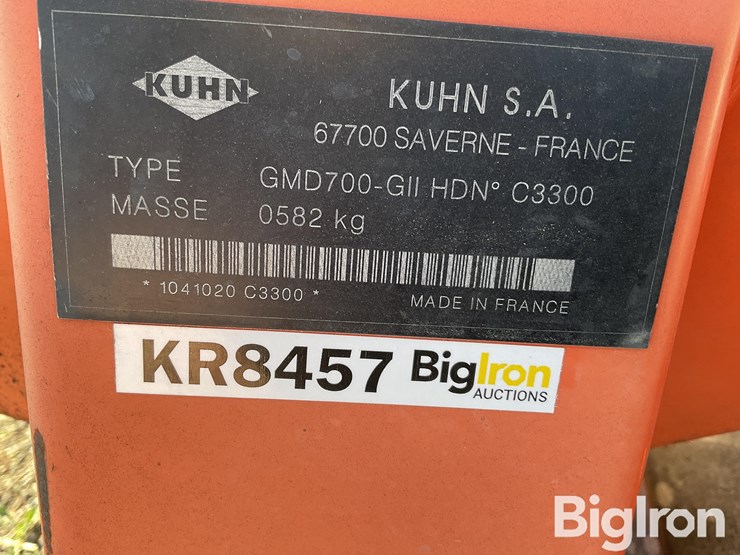 KUHN
KUHN S.A.
67700 SAVERNE - FRANCE
TYPE GMD700-GII HDN° C3300
MASSE 0582 kg
* 1041020 C3300 * MADE IN FRANCE
KR8457 BigIron
AUCTIONS
BigIron